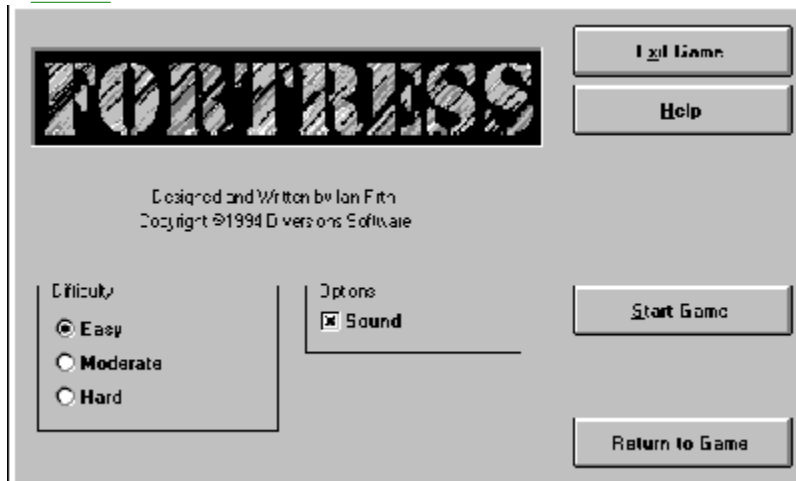 FORTRESS
Exit Game
Help
Designed and Written by Ian Firth
Copyright ©1994 Diversions Software
Difficulty
Easy
Moderate
Hard
Options
Sound
Start Game
Return to Game